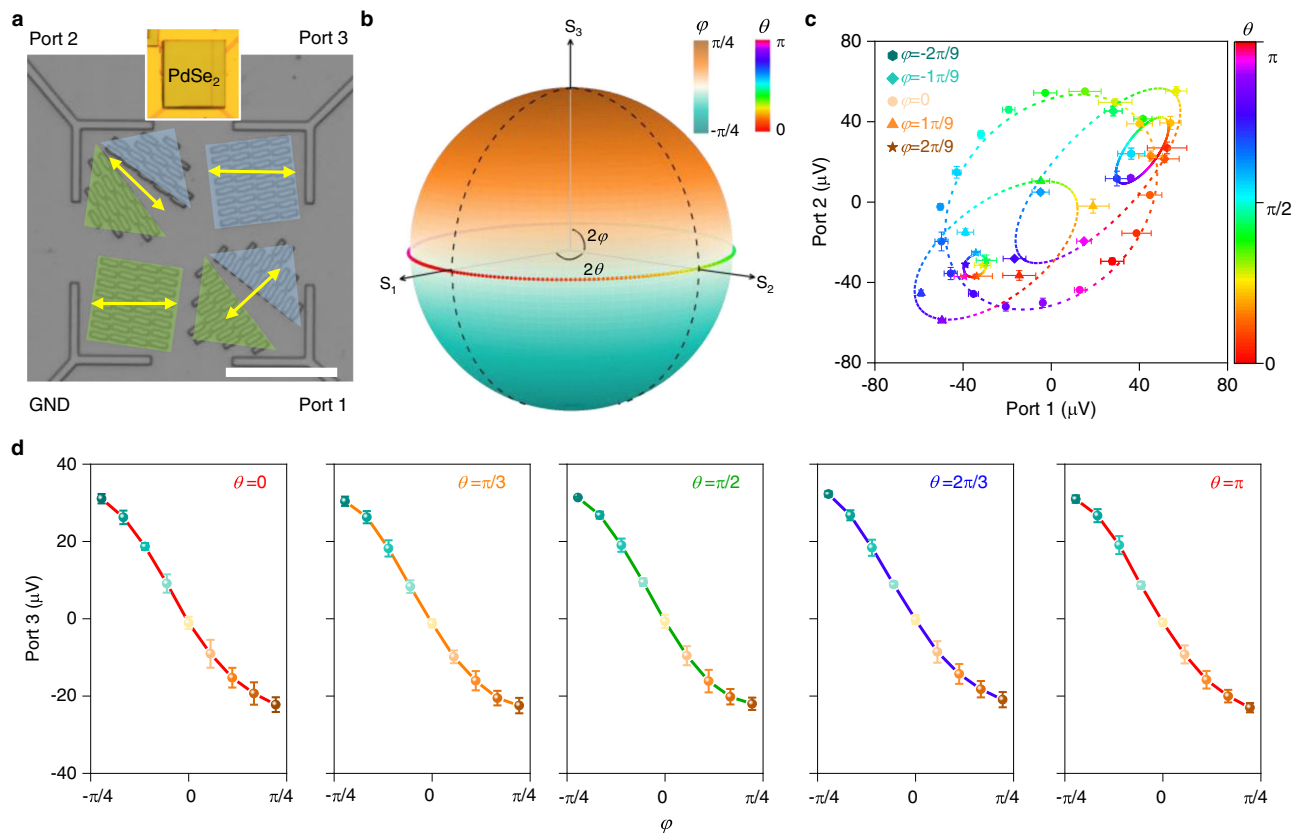 a
Port 2
Port 3
PdSe₂
GND
Port 1
b
S₃
φ
θ
π/4
π
-π/4
0
2φ
2θ
S₁
S₂
c
80
40
0
-40
-80
Port 2 (μV)
φ=-2π/9
φ=-1π/9
φ=0
φ=1π/9
φ=2π/9
-80
-40
0
40
80
Port 1 (μV)
θ
π
π/2
0
d
40
20
0
-20
-40
Port 3 (μV)
θ=0
θ=π/3
θ=π/2
θ=2π/3
θ=π
-π/4 0 π/4
-π/4 0 π/4
-π/4 0 π/4
-π/4 0 π/4
-π/4 0 π/4
φ